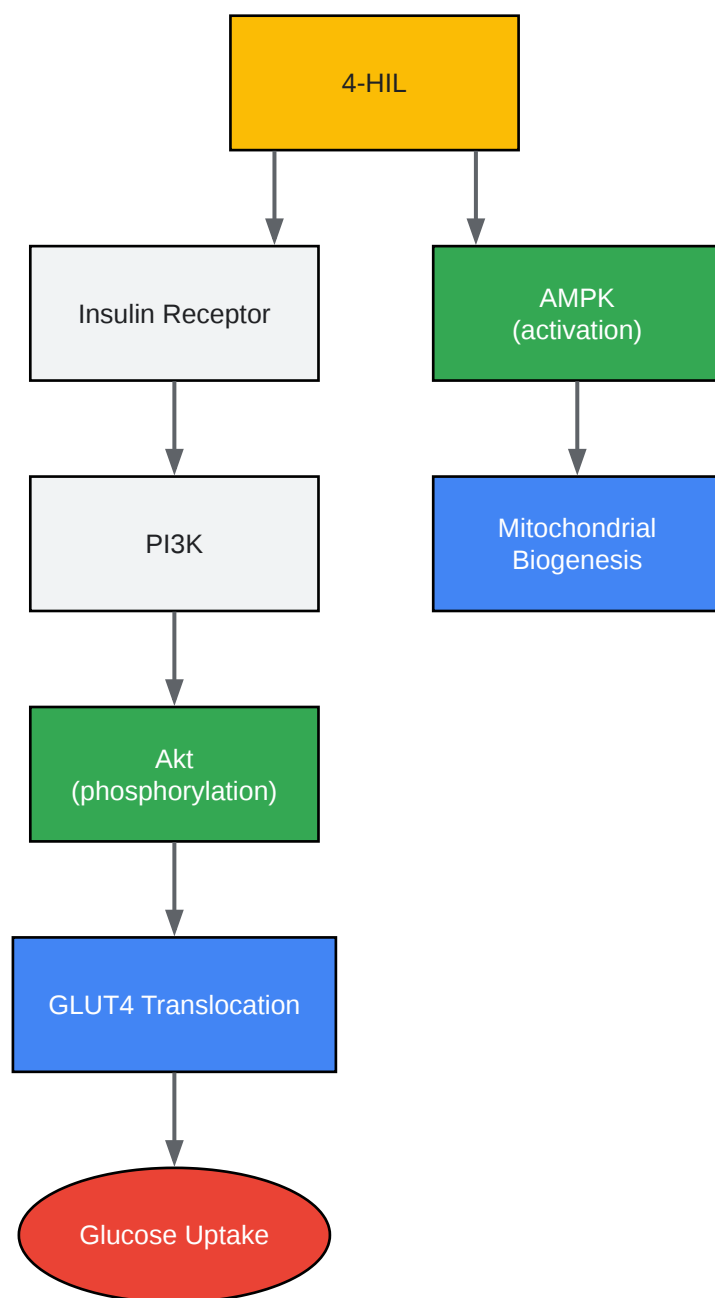 4-HIL
Insulin Receptor
AMPK
(activation)
PI3K
Mitochondrial
Biogenesis
Akt
(phosphorylation)
GLUT4 Translocation
Glucose Uptake